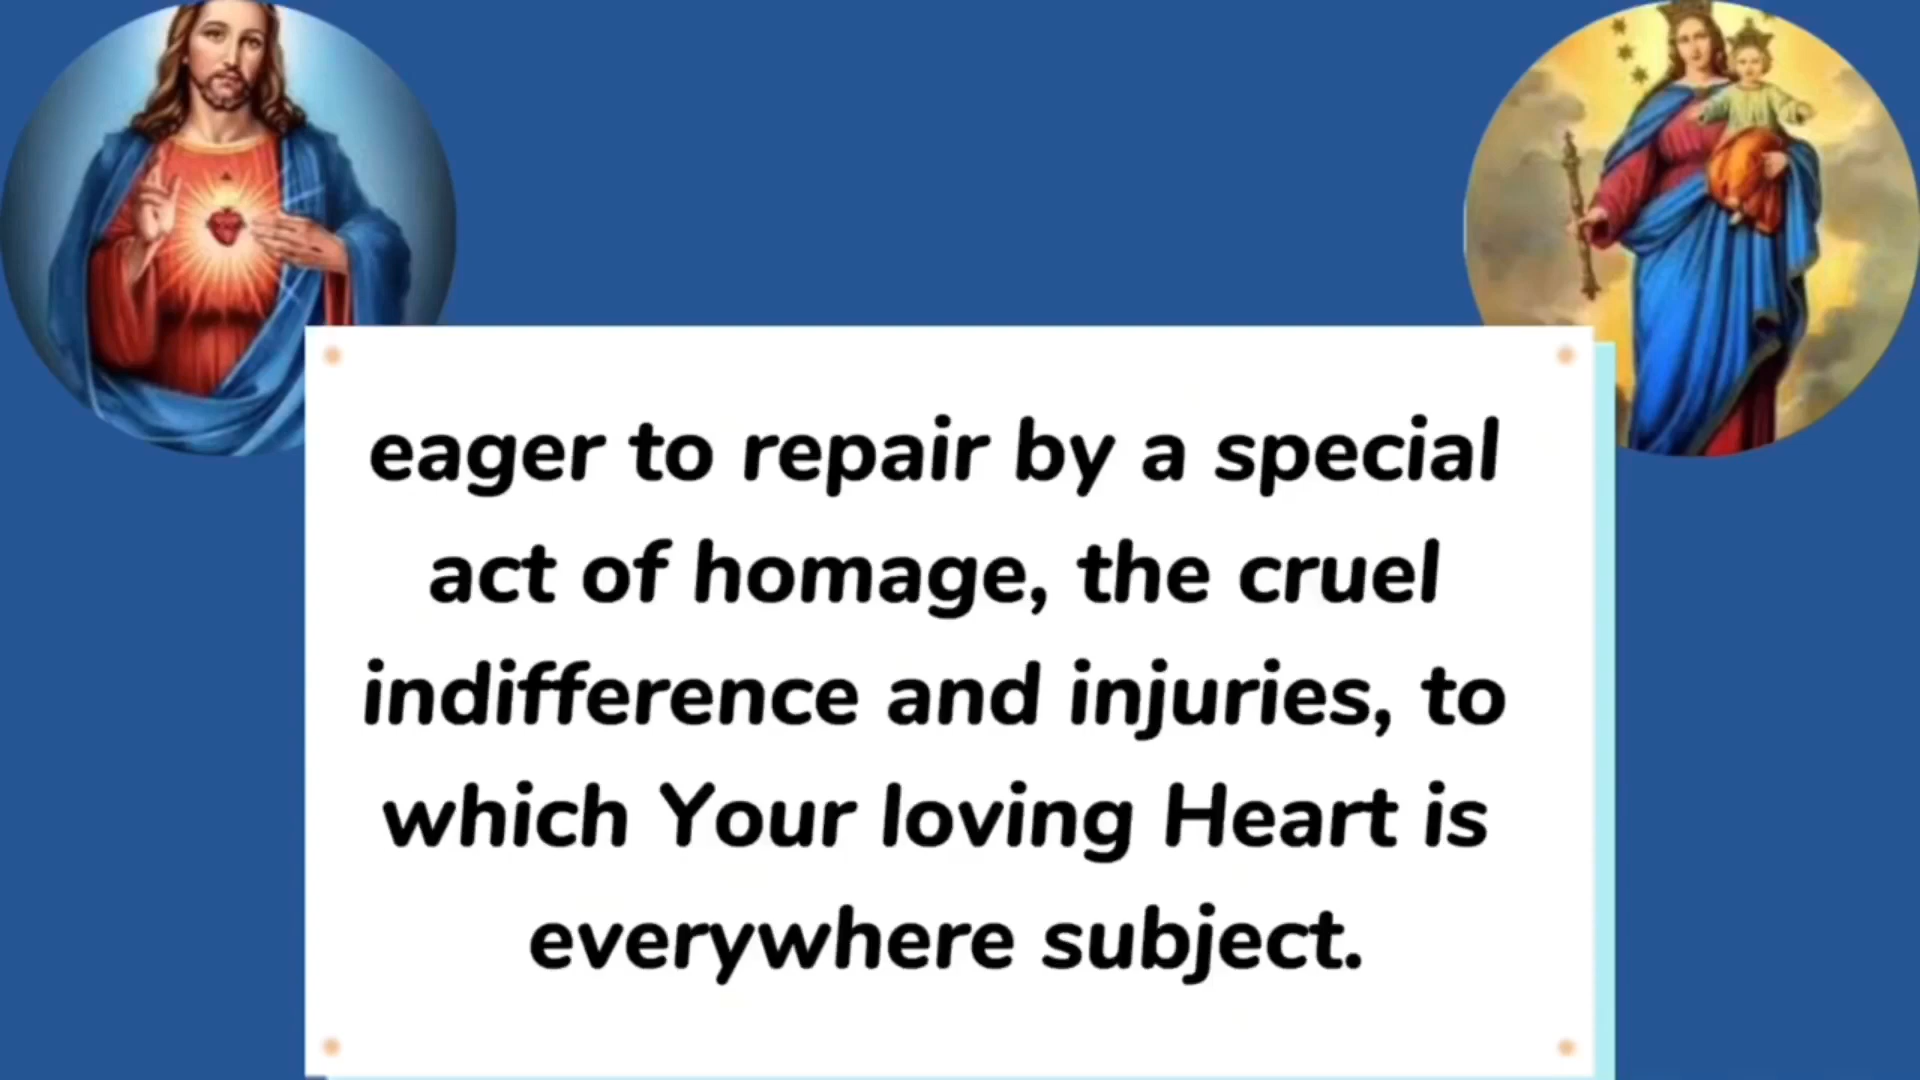 eager to repair by a special
act of homage, the cruel
indifference and injuries, to
which Your loving Heart is
everywhere subject.